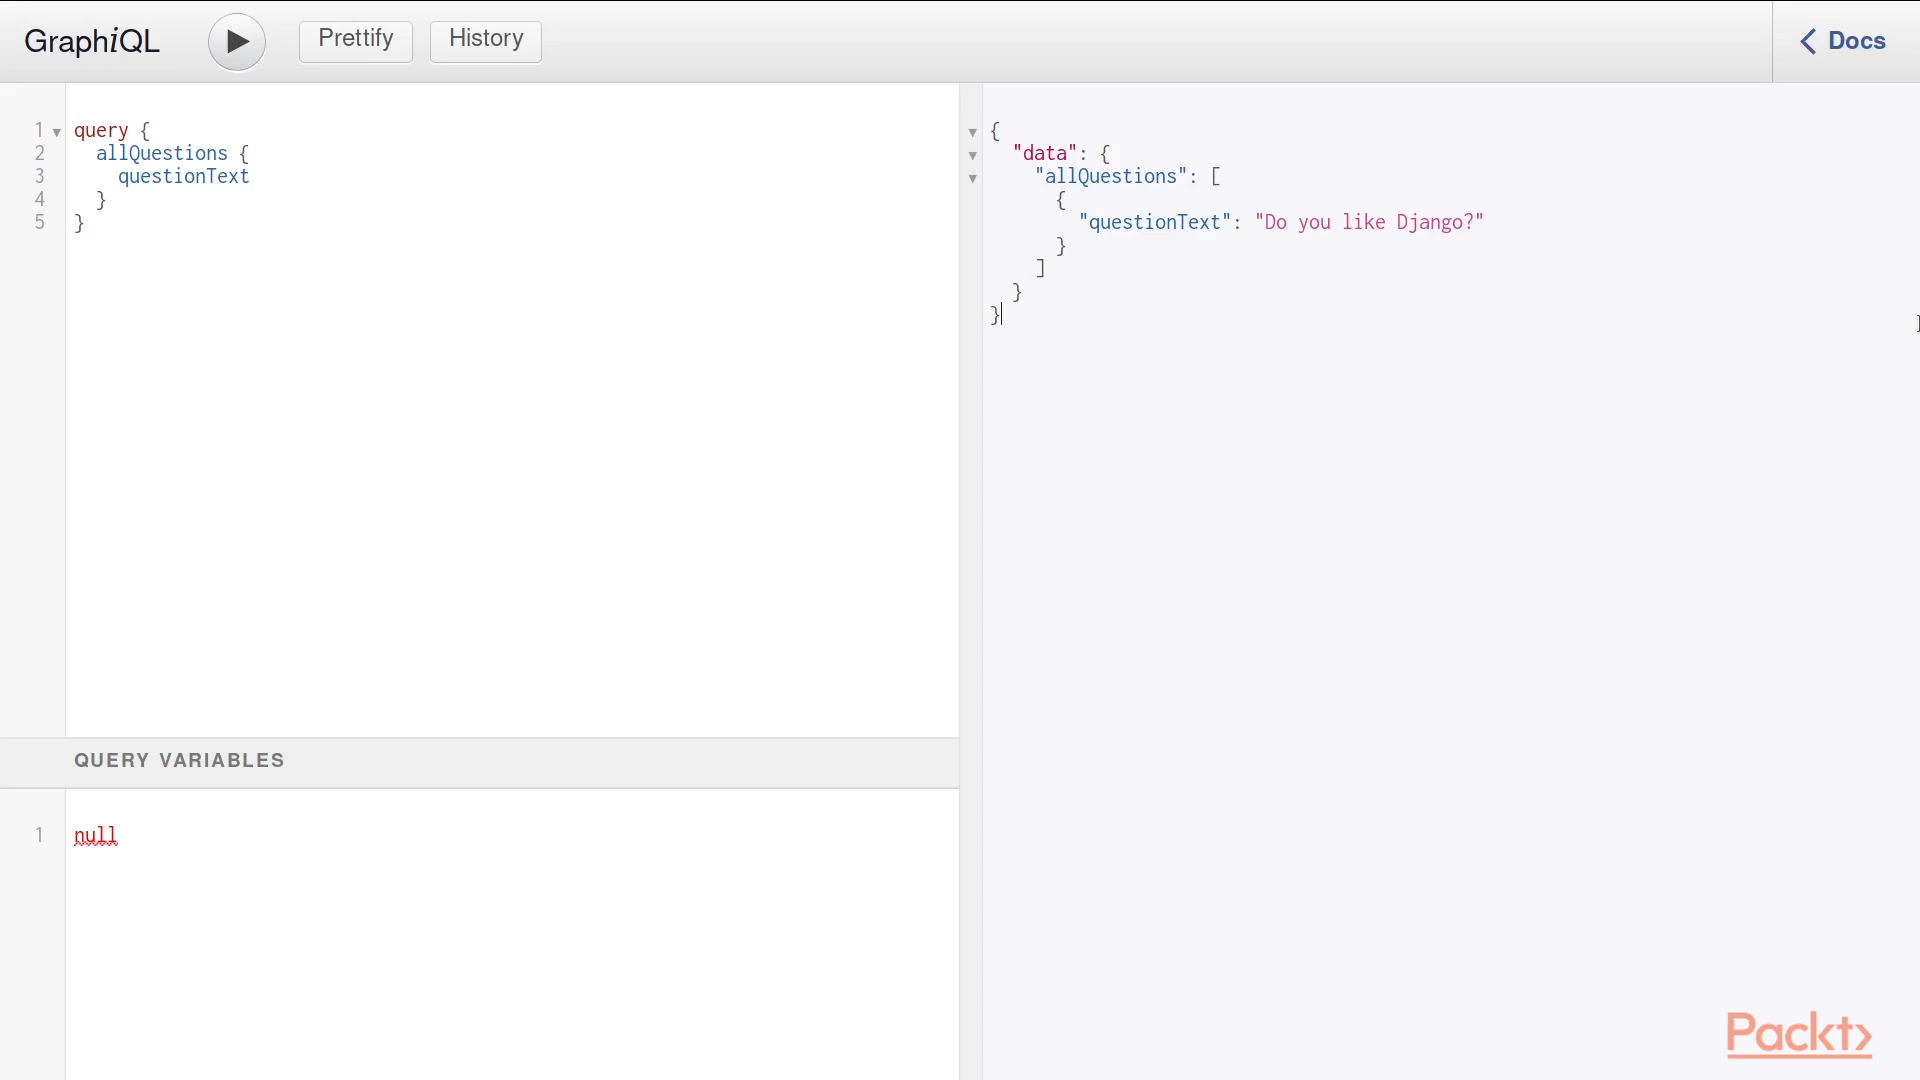 GraphiQL
Prettify
History
Docs
1 query {
2 allQuestions {
3 questionText
4 }
5 }
{
"data": {
"allQuestions": [
{
"questionText": "Do you like Django?"
}
]
}
}
QUERY VARIABLES
1 null
Packt>